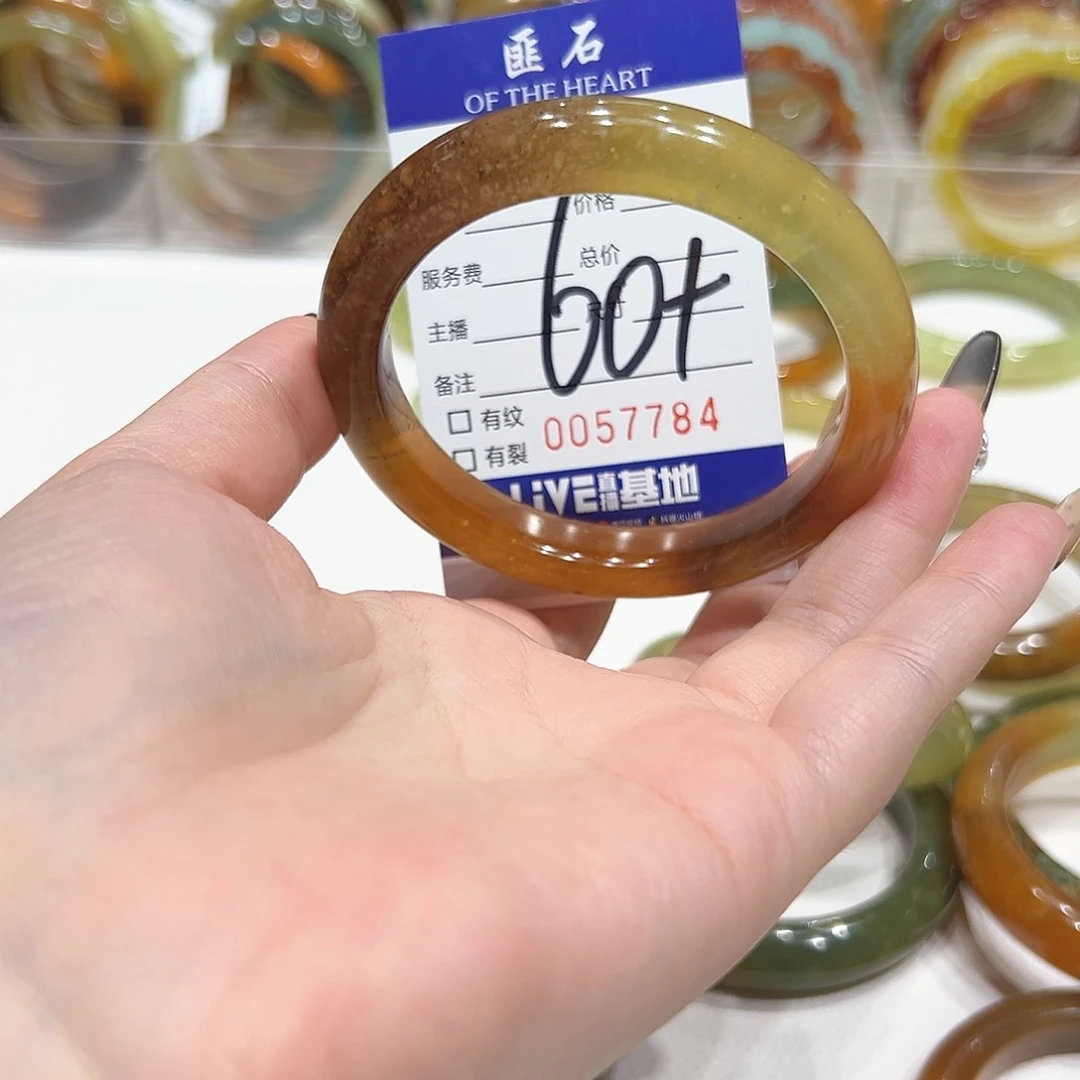 匪石
OF THE HEART
价格
服务费 总价
60+
主播
备注
□ 有纹
0057784
□ 有裂
LiVE直播基地